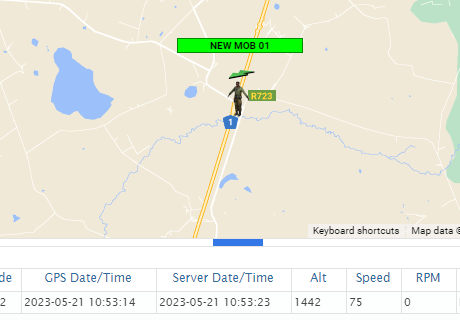 NEW MOB 01
R723
1
Keyboard shortcuts Map data ©
de GPS Date/Time Server Date/Time Alt Speed RPM
2 2023-05-21 10:53:14 2023-05-21 10:53:23 1442 75 0